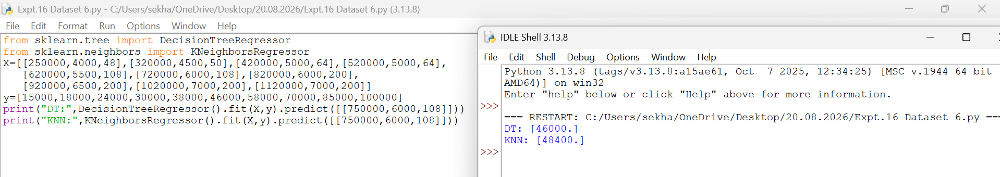 Expt.16 Dataset 6.py - C:/Users/sekha/OneDrive/Desktop/20.08.2026/Expt.16 Dataset 6.py (3.13.8)
File Edit Format Run Options Window Help
from sklearn.tree import DecisionTreeRegressor
from sklearn.neighbors import KNeighborsRegressor
X=[[250000,4000,48],[320000,4500,50],[420000,5000,64],[520000,5000,64],
[620000,5500,108],[720000,6000,108],[820000,6000,200],
[920000,6500,200],[1020000,7000,200],[1120000,7000,200]]
y=[15000,18000,24000,30000,38000,46000,58000,70000,85000,100000]
print("DT:",DecisionTreeRegressor().fit(X,y).predict([[750000,6000,108]]))
print("KNN:",KNeighborsRegressor().fit(X,y).predict([[750000,6000,108]]))
IDLE Shell 3.13.8
File Edit Shell Debug Options Window Help
Python 3.13.8 (tags/v3.13.8:a15ae61, Oct  7 2025, 12:34:25) [MSC v.1944 64 bit
AMD64)] on win32
Enter "help" below or click "Help" above for more information.
>>>
=== RESTART: C:/Users/sekha/OneDrive/Desktop/20.08.2026/Expt.16 Dataset 6.py ===
DT: [46000.]
KNN: [48400.]
>>>